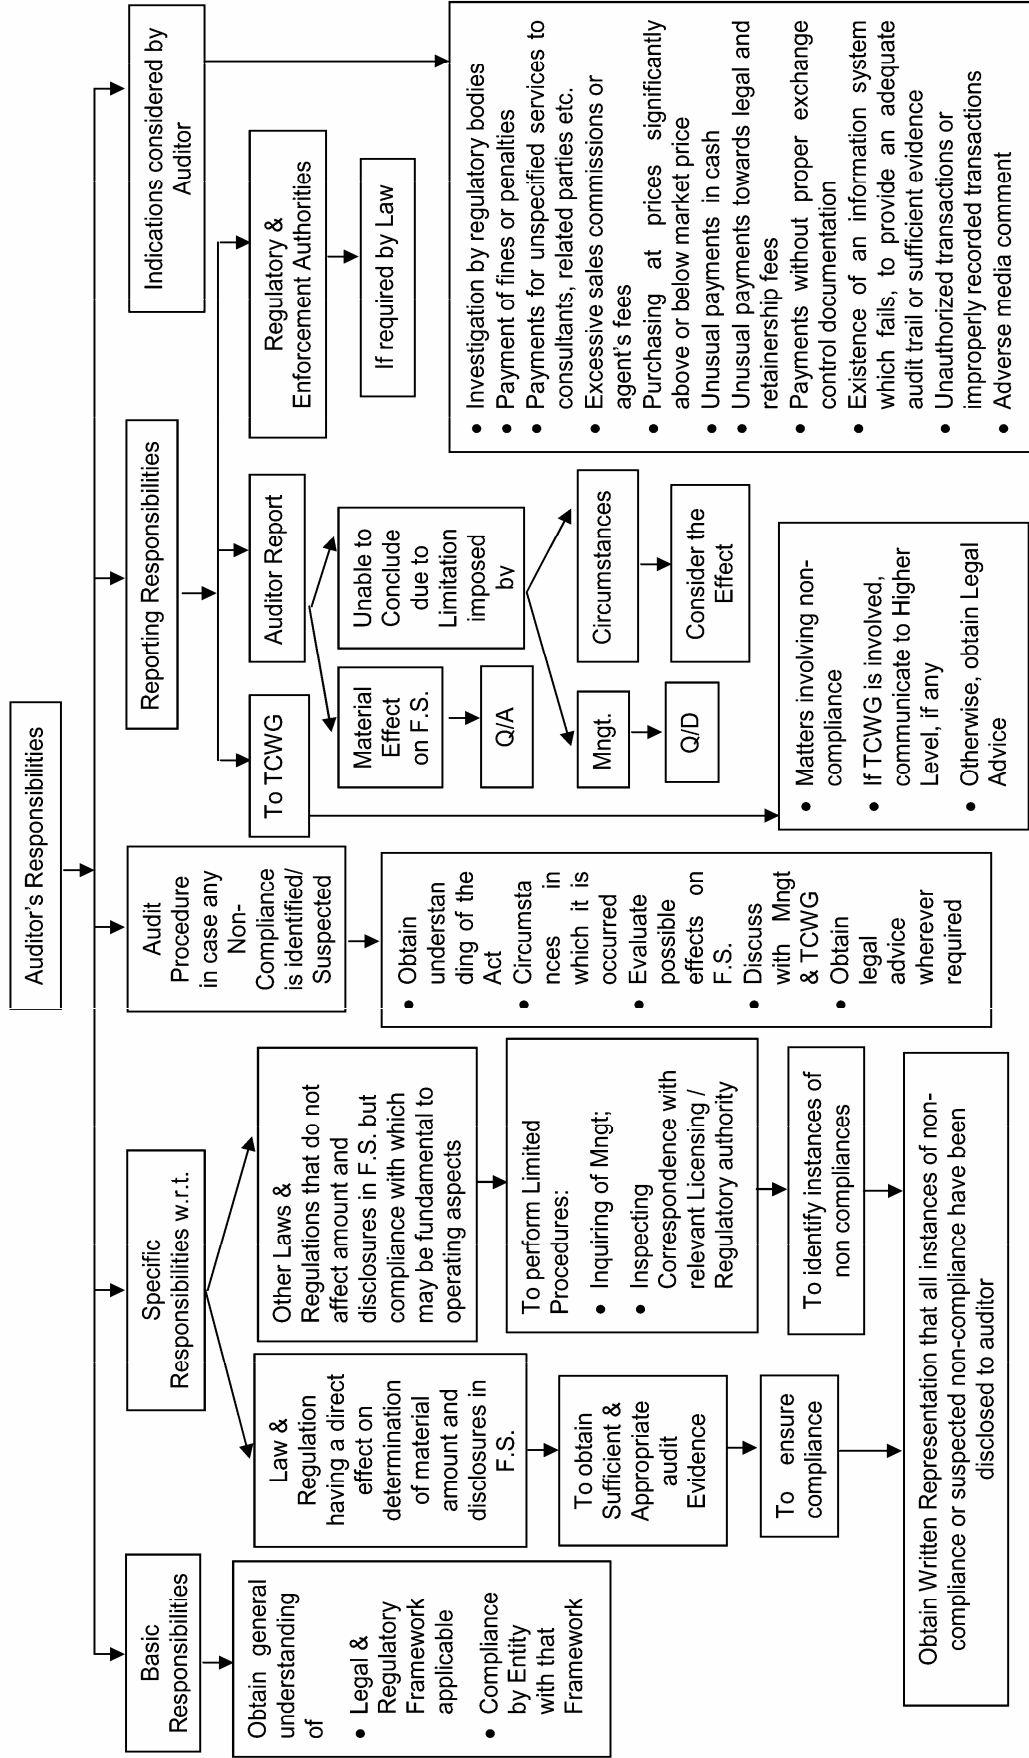 Auditor's Responsibilities
Basic
Responsibilities
Obtain general
understanding
of
• Legal &
Regulatory
Framework
applicable
• Compliance
by Entity
with that
Framework
Specific
Responsibilities w.r.t.
Law &
Regulation
having a direct
effect on
determination
of material
amount and
disclosures in
F.S.
To obtain
Sufficient &
Appropriate
audit
Evidence
To ensure
compliance
Other Laws &
Regulations that do not
affect amount and
disclosures in F.S. but
compliance with which
may be fundamental to
operating aspects
To perform Limited
Procedures:
• Inquiring of Mngt;
• Inspecting
Correspondence with
relevant Licensing /
Regulatory authority
To identify instances of
non compliances
Obtain Written Representation that all instances of non-
compliance or suspected non-compliance have been
disclosed to auditor
Audit
Procedure
in case any
Non-
Compliance
is identified/
Suspected
• Obtain
understan
ding of the
Act
• Circumsta
nces in
which it is
occurred
• Evaluate
possible
effects on
F.S.
• Discuss
with Mngt
& TCWG
• Obtain
legal
advice
wherever
required
Reporting Responsibilities
To TCWG
• Matters involving non-
compliance
• If TCWG is involved,
communicate to Higher
Level, if any
• Otherwise, obtain Legal
Advice
Auditor Report
Material
Effect
on F.S.
Q/A
Unable to
Conclude
due to
Limitation
imposed
by
Mngt.
Q/D
Circumstances
Consider the
Effect
Regulatory &
Enforcement Authorities
If required by Law
Indications considered by
Auditor
• Investigation by regulatory bodies
• Payment of fines or penalties
• Payments for unspecified services to
consultants, related parties etc.
• Excessive sales commissions or
agent's fees
• Purchasing at prices significantly
above or below market price
• Unusual payments in cash
• Unusual payments towards legal and
retainership fees
• Payments without proper exchange
control documentation
• Existence of an information system
which fails, to provide an adequate
audit trail or sufficient evidence
• Unauthorized transactions or
improperly recorded transactions
• Adverse media comment